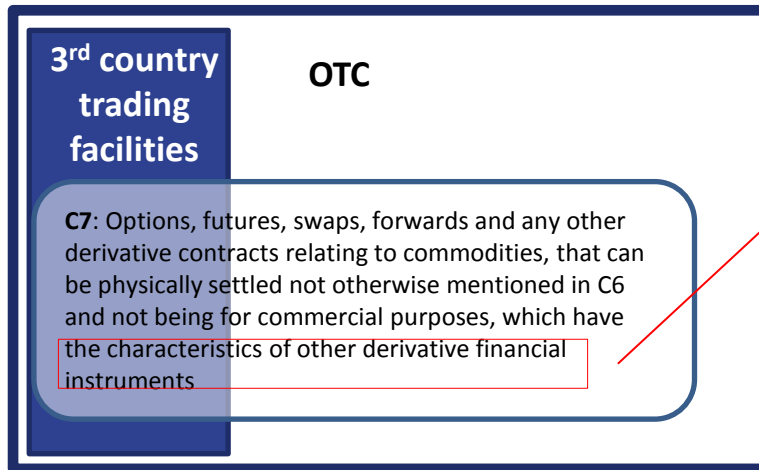 3rd country
trading
facilities
OTC
C7: Options, futures, swaps, forwards and any other
derivative contracts relating to commodities, that can
be physically settled not otherwise mentioned in C6
and not being for commercial purposes, which have
the characteristics of other derivative financial
instruments